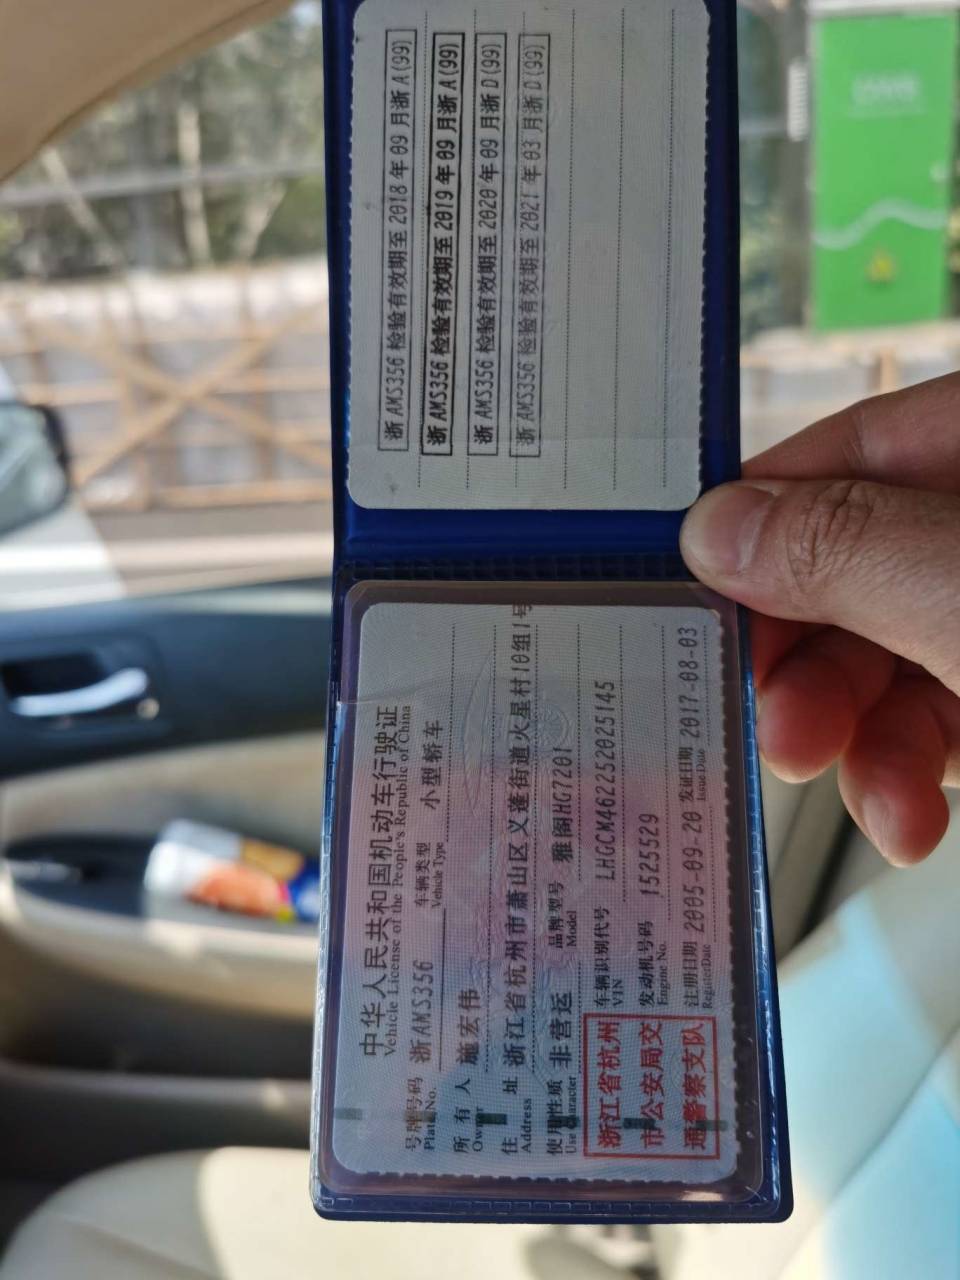 浙AMS356 检验有效期至2018年09月浙A(99)
浙AMS356 检验有效期至2019年09月浙A(99)
浙AMS356 检验有效期至2020年09月浙D(99)
浙AMS356 检验有效期至2021年03月浙D(99)
中华人民共和国机动车行驶证
Vehicle License of the People's Republic of China
号牌号码 浙AMS356 车辆类型 小型轿车
Plate No. Vehicle Type
所有人 施宏伟
Owner
住址 浙江省杭州市萧山区义蓬街道火星村10组1号
Address
使用性质 非营运 品牌型号 雅阁HG7201
Use Character Model
浙江省杭州市公安局交通警察支队
车辆识别代号 LHGCM462252025145
VIN
发动机号码 1525529
Engine No.
注册日期 2005-09-20 发证日期 2017-08-03
Register Date Issue Date